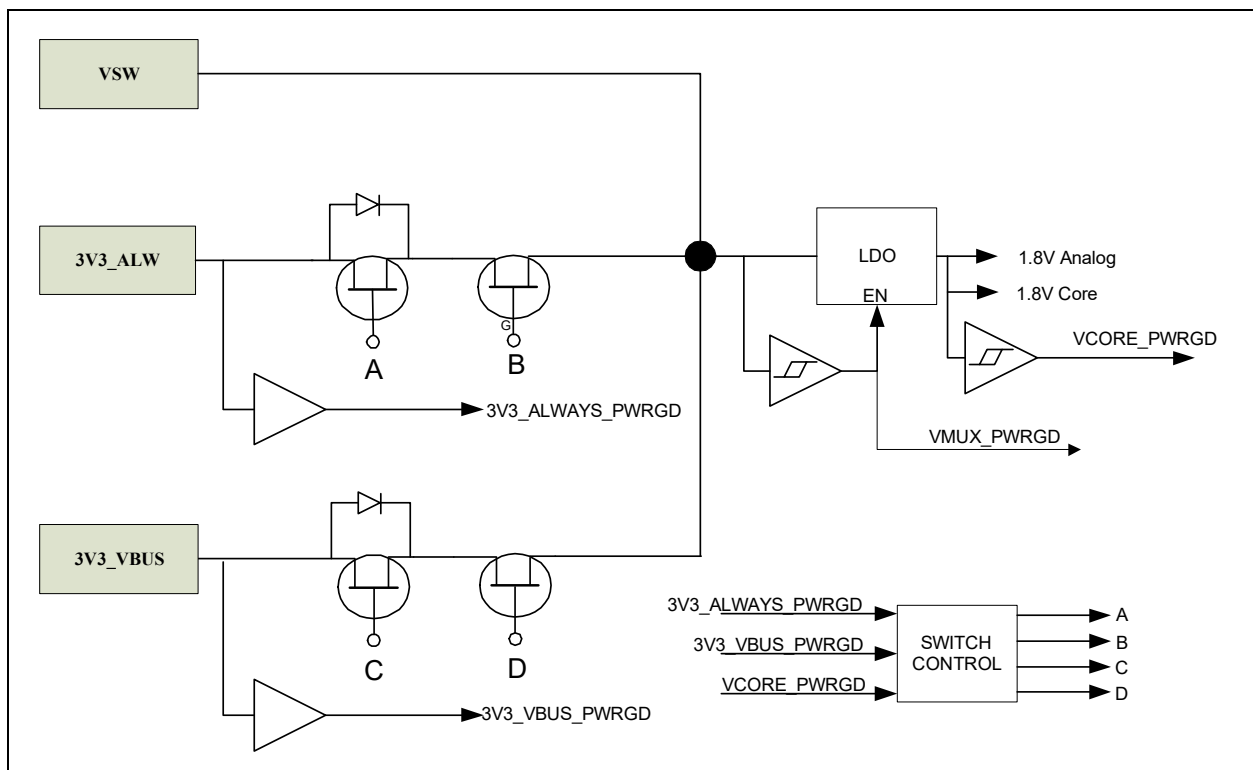 VSW
3V3_ALW
A
G
B
3V3_ALWAYS_PWRGD
LDO
EN
1.8V Analog
1.8V Core
VCORE_PWRGD
VMUX_PWRGD
3V3_VBUS
C
D
3V3_VBUS_PWRGD
3V3_ALWAYS_PWRGD
3V3_VBUS_PWRGD
VCORE_PWRGD
SWITCH
CONTROL
A
B
C
D